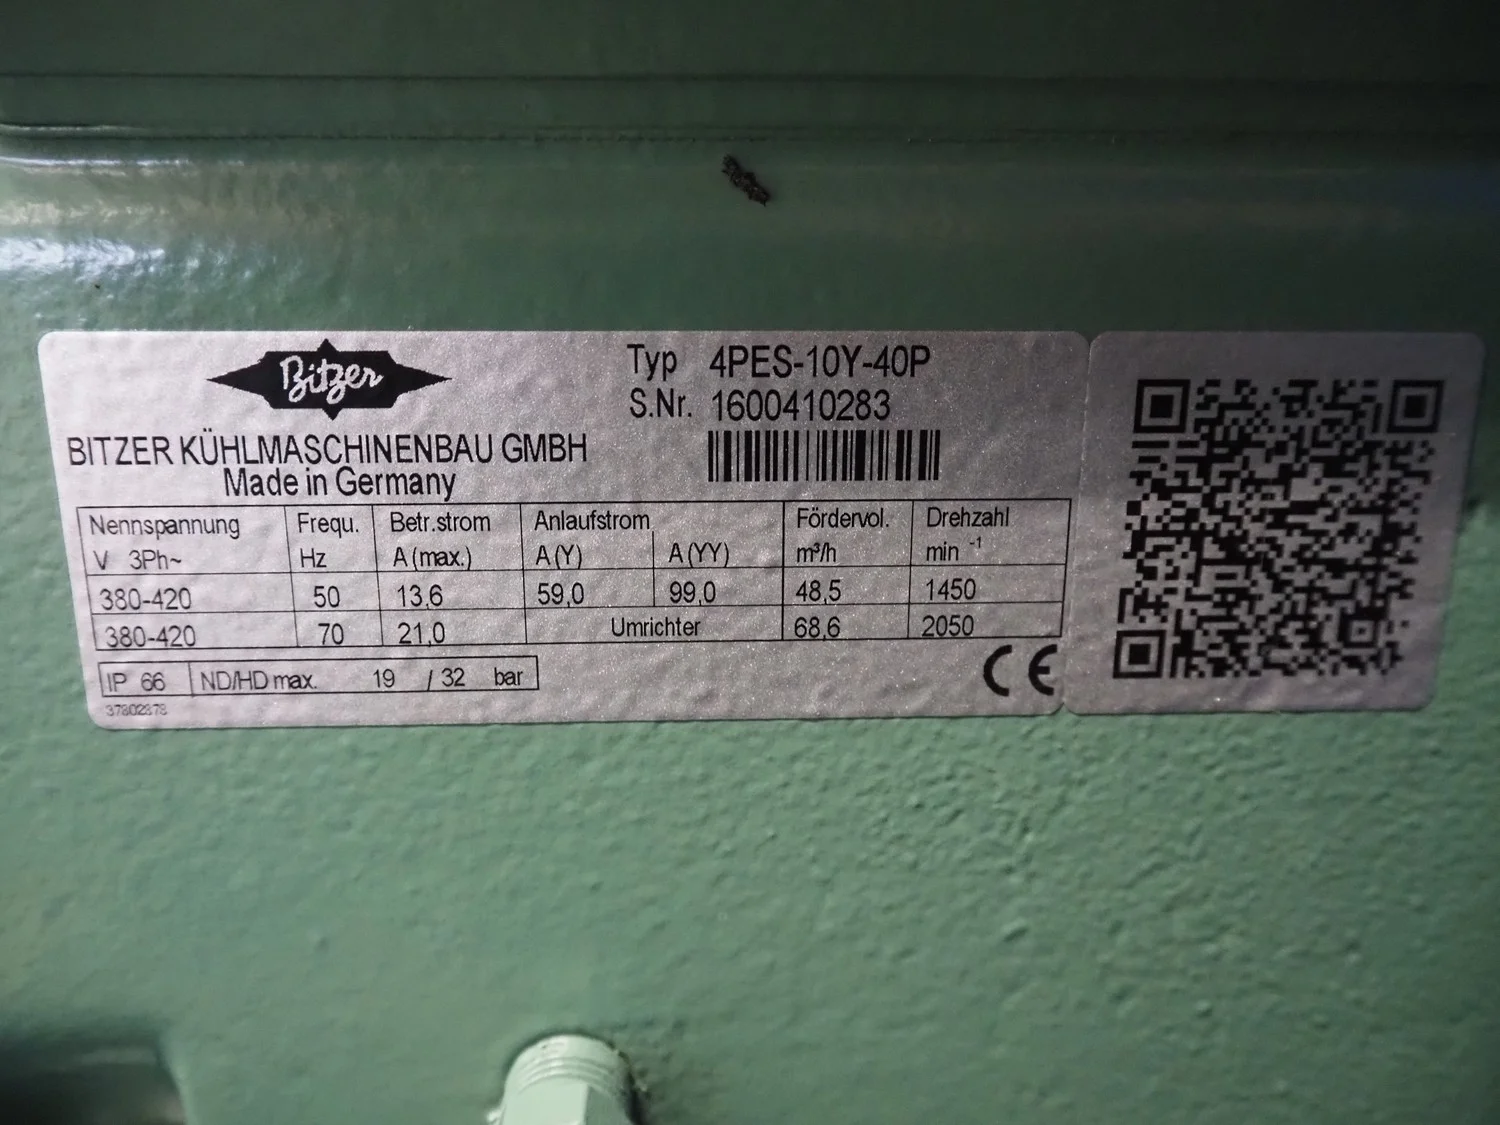 Bitzer
BITZER KÜHLMASCHINENBAU GMBH
Made in Germany
Typ 4PES-10Y-40P
S.Nr. 1600410283
Nennspannung Frequ. Betr.strom Anlaufstrom Fördervol. Drehzahl
V 3Ph~ Hz A (max.) A (Y) A (YY) m³/h min ⁻¹
380-420 50 13,6 59,0 99,0 48,5 1450
380-420 70 21,0 Umrichter 68,6 2050
IP 66 ND/HD max. 19 / 32 bar
CE
37802378